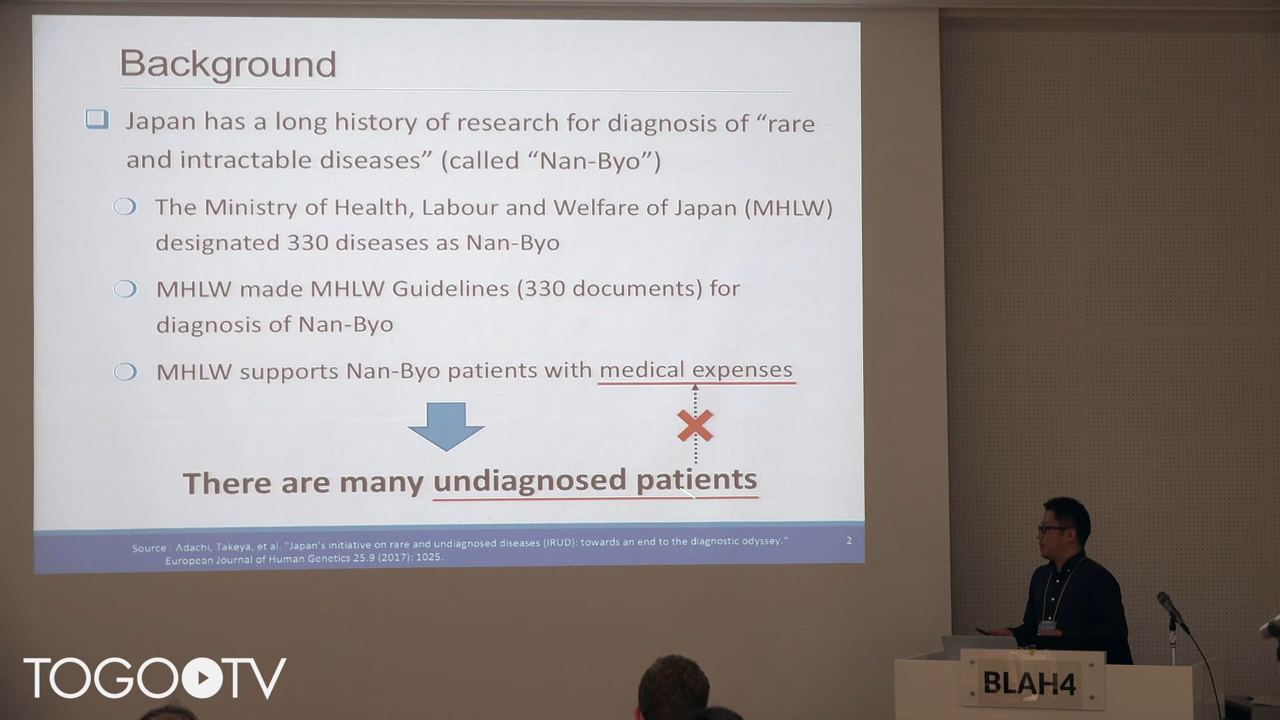 Background
Japan has a long history of research for diagnosis of “rare
and intractable diseases” (called “Nan-Byo”)
The Ministry of Health, Labour and Welfare of Japan (MHLW)
designated 330 diseases as Nan-Byo
MHLW made MHLW Guidelines (330 documents) for
diagnosis of Nan-Byo
MHLW supports Nan-Byo patients with medical expenses
There are many undiagnosed patients
Source: Adachi, Takeya, et al. "Japan's initiative on rare and undiagnosed diseases (IRUD): towards an end to the diagnostic odyssey."
European Journal of Human Genetics 25.9 (2017): 1025.
2
TOGO TV
BLAH4